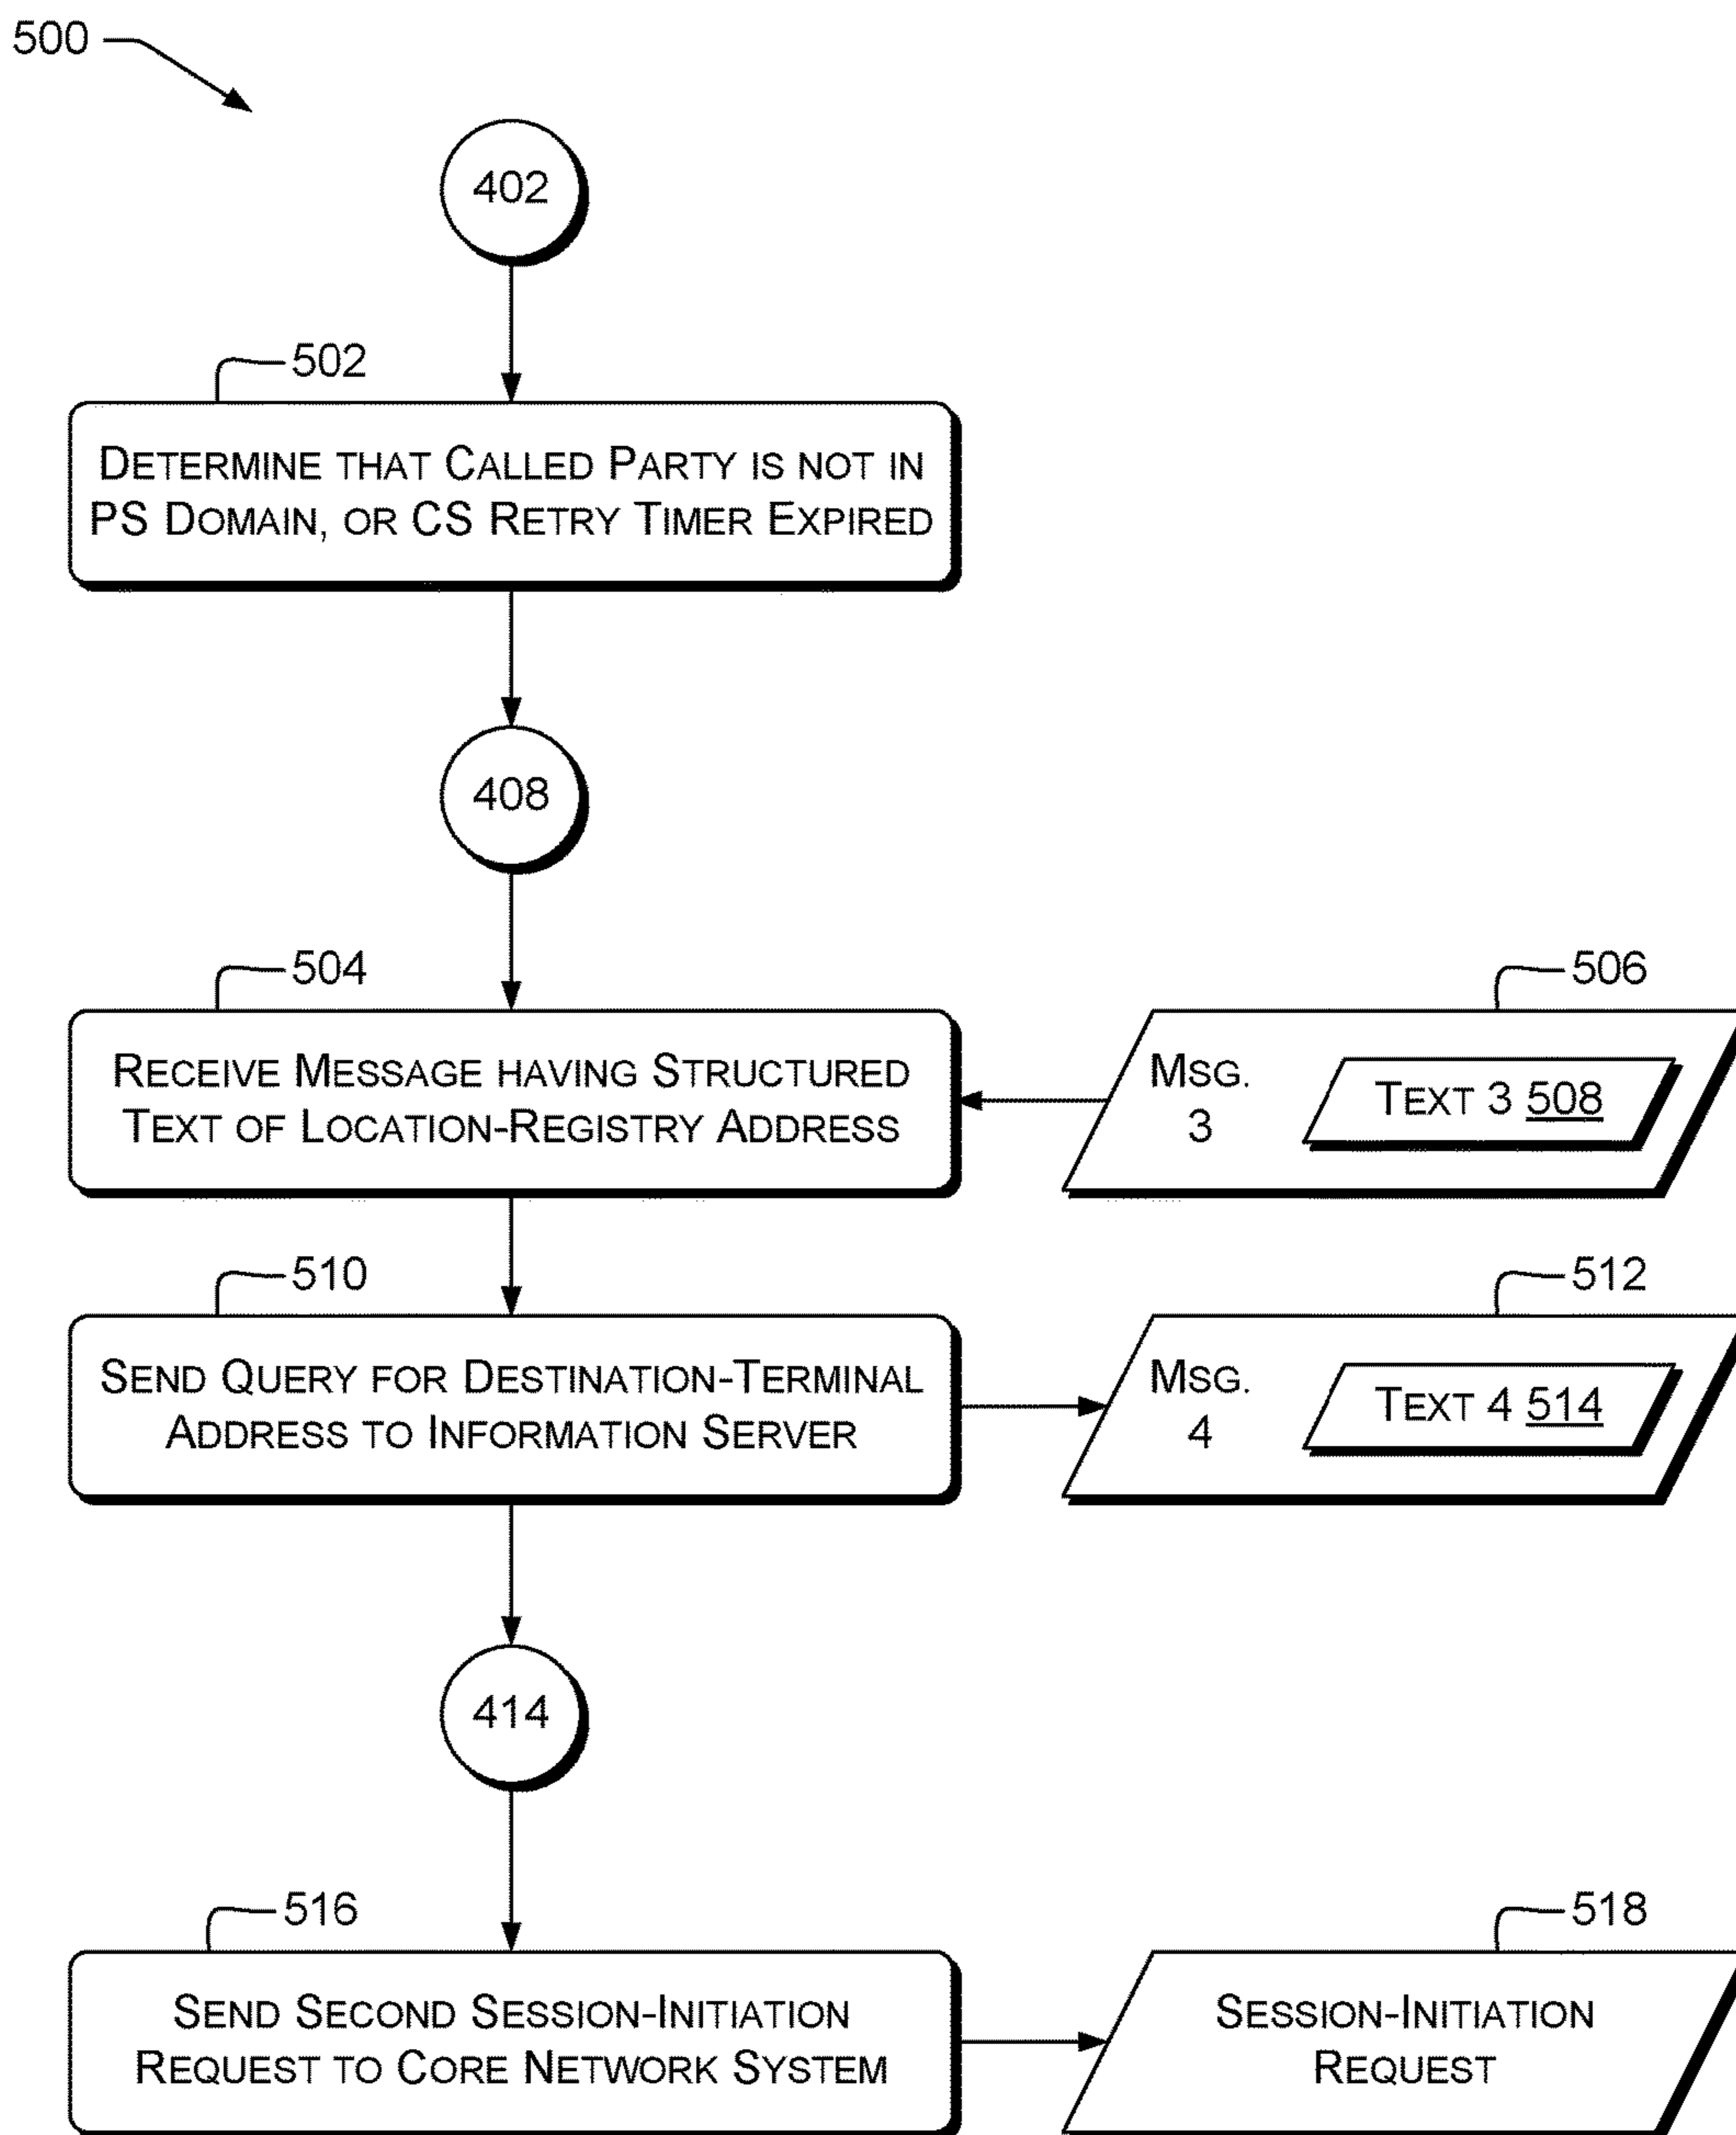 500
402
502
DETERMINE THAT CALLED PARTY IS NOT IN
PS DOMAIN, OR CS RETRY TIMER EXPIRED
408
504
RECEIVE MESSAGE HAVING STRUCTURED
TEXT OF LOCATION-REGISTRY ADDRESS
506
MSG.
3
TEXT 3 508
510
SEND QUERY FOR DESTINATION-TERMINAL
ADDRESS TO INFORMATION SERVER
512
MSG.
4
TEXT 4 514
414
516
SEND SECOND SESSION-INITIATION
REQUEST TO CORE NETWORK SYSTEM
518
SESSION-INITIATION
REQUEST